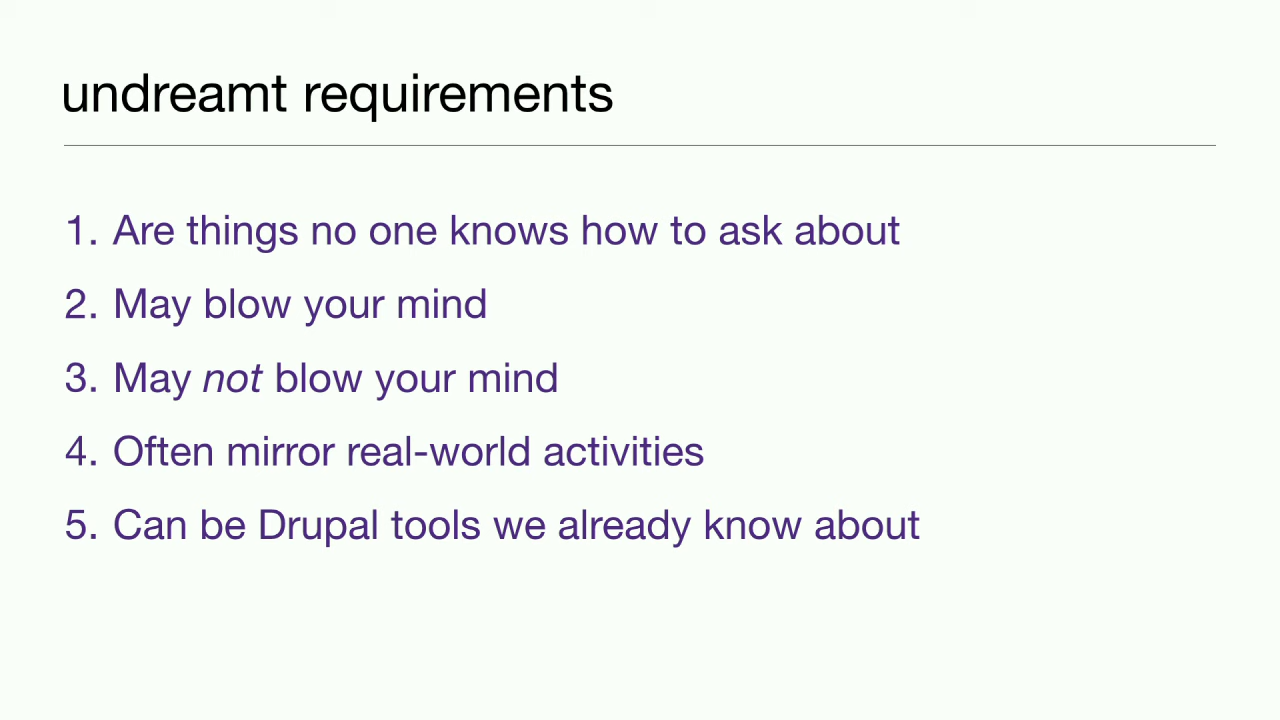 undreamt requirements
1. Are things no one knows how to ask about
2. May blow your mind
3. May not blow your mind
4. Often mirror real-world activities
5. Can be Drupal tools we already know about